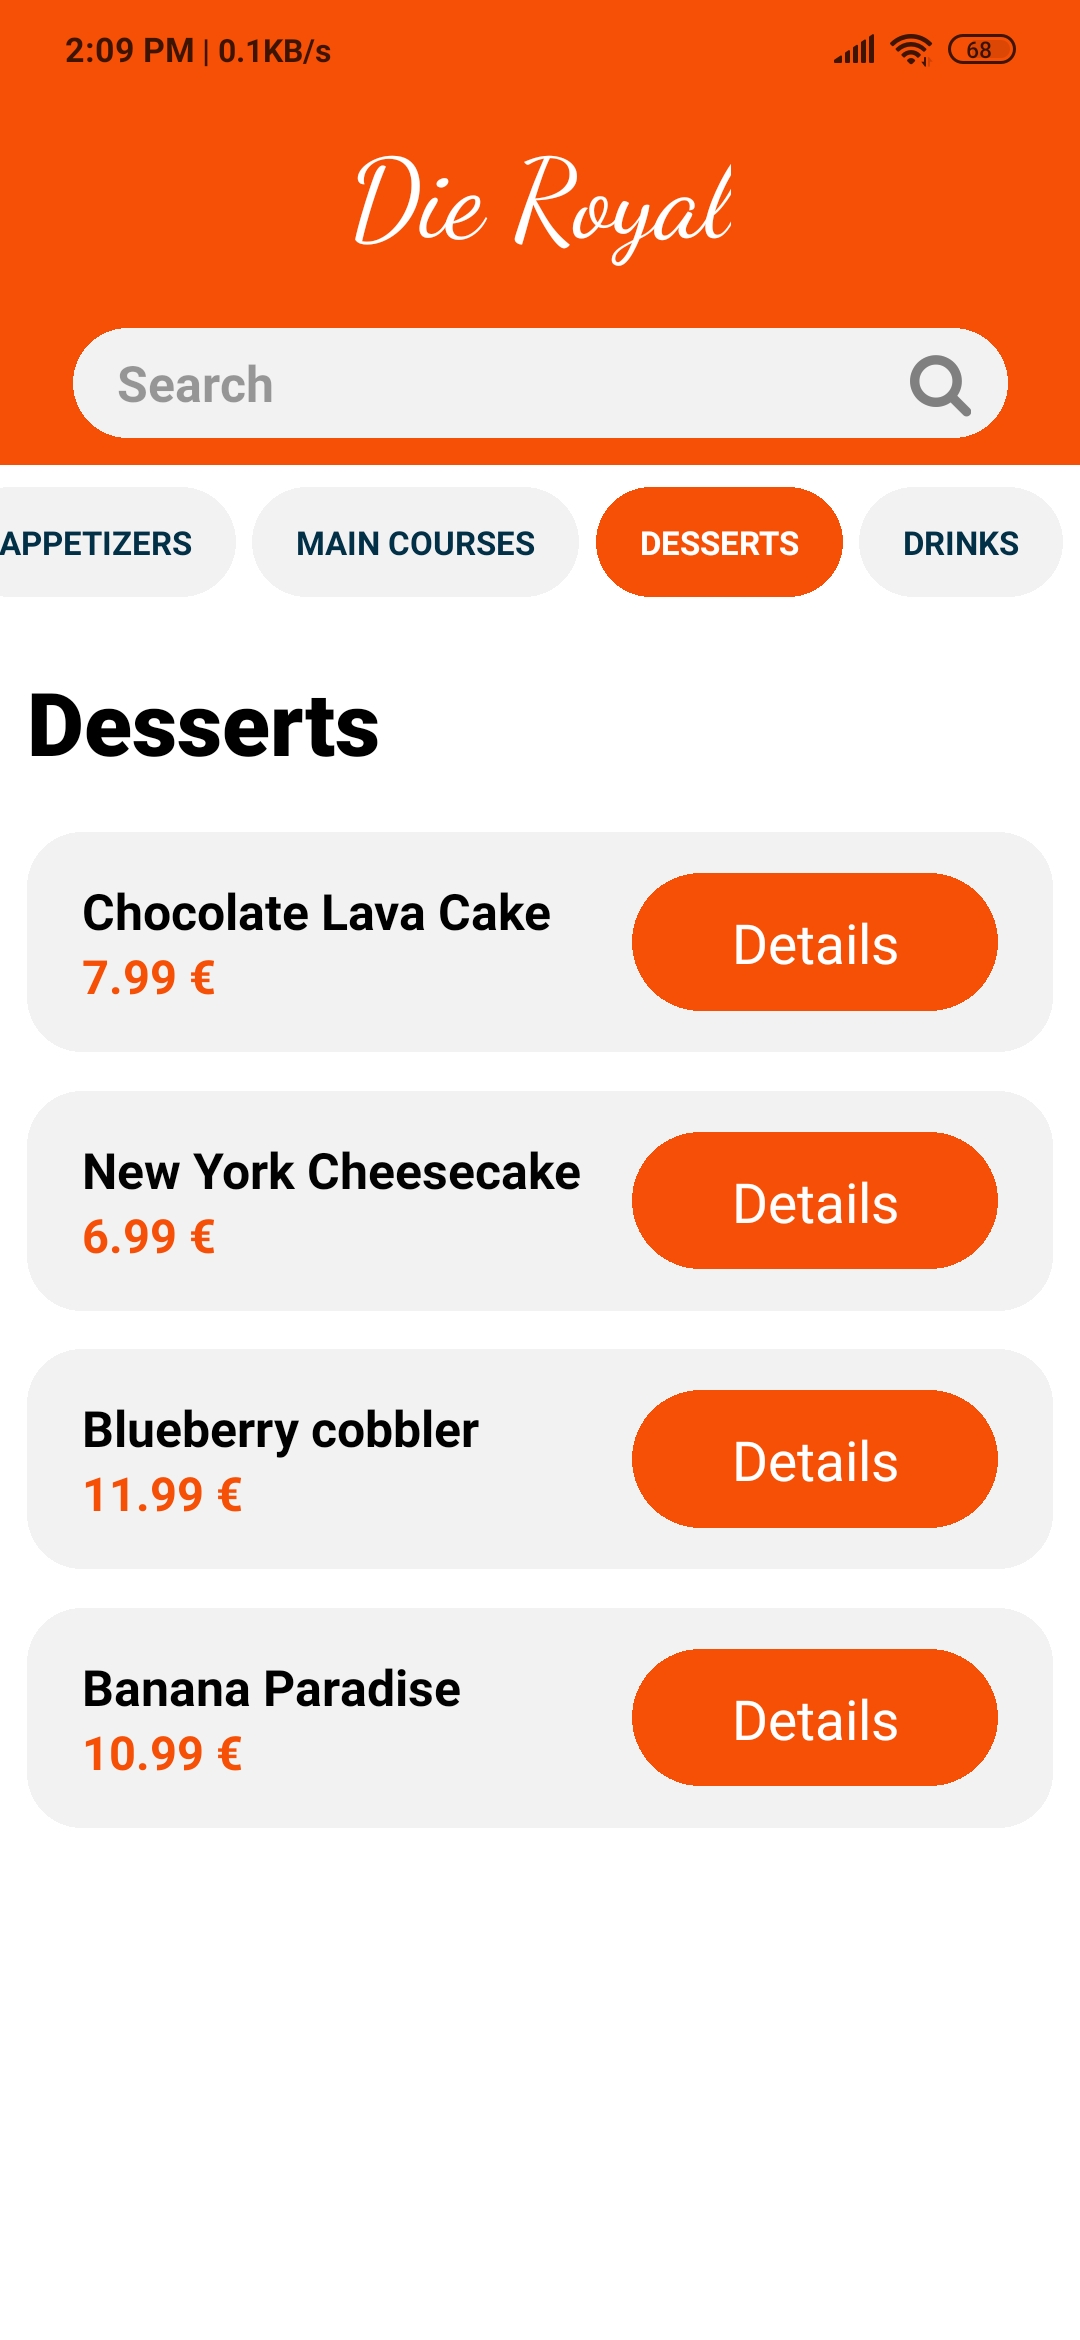 2:09 PM | 0.1KB/s 68
Die Royal
Search
APPETIZERS MAIN COURSES DESSERTS DRINKS
Desserts
Chocolate Lava Cake
7.99 €
Details
New York Cheesecake
6.99 €
Details
Blueberry cobbler
11.99 €
Details
Banana Paradise
10.99 €
Details